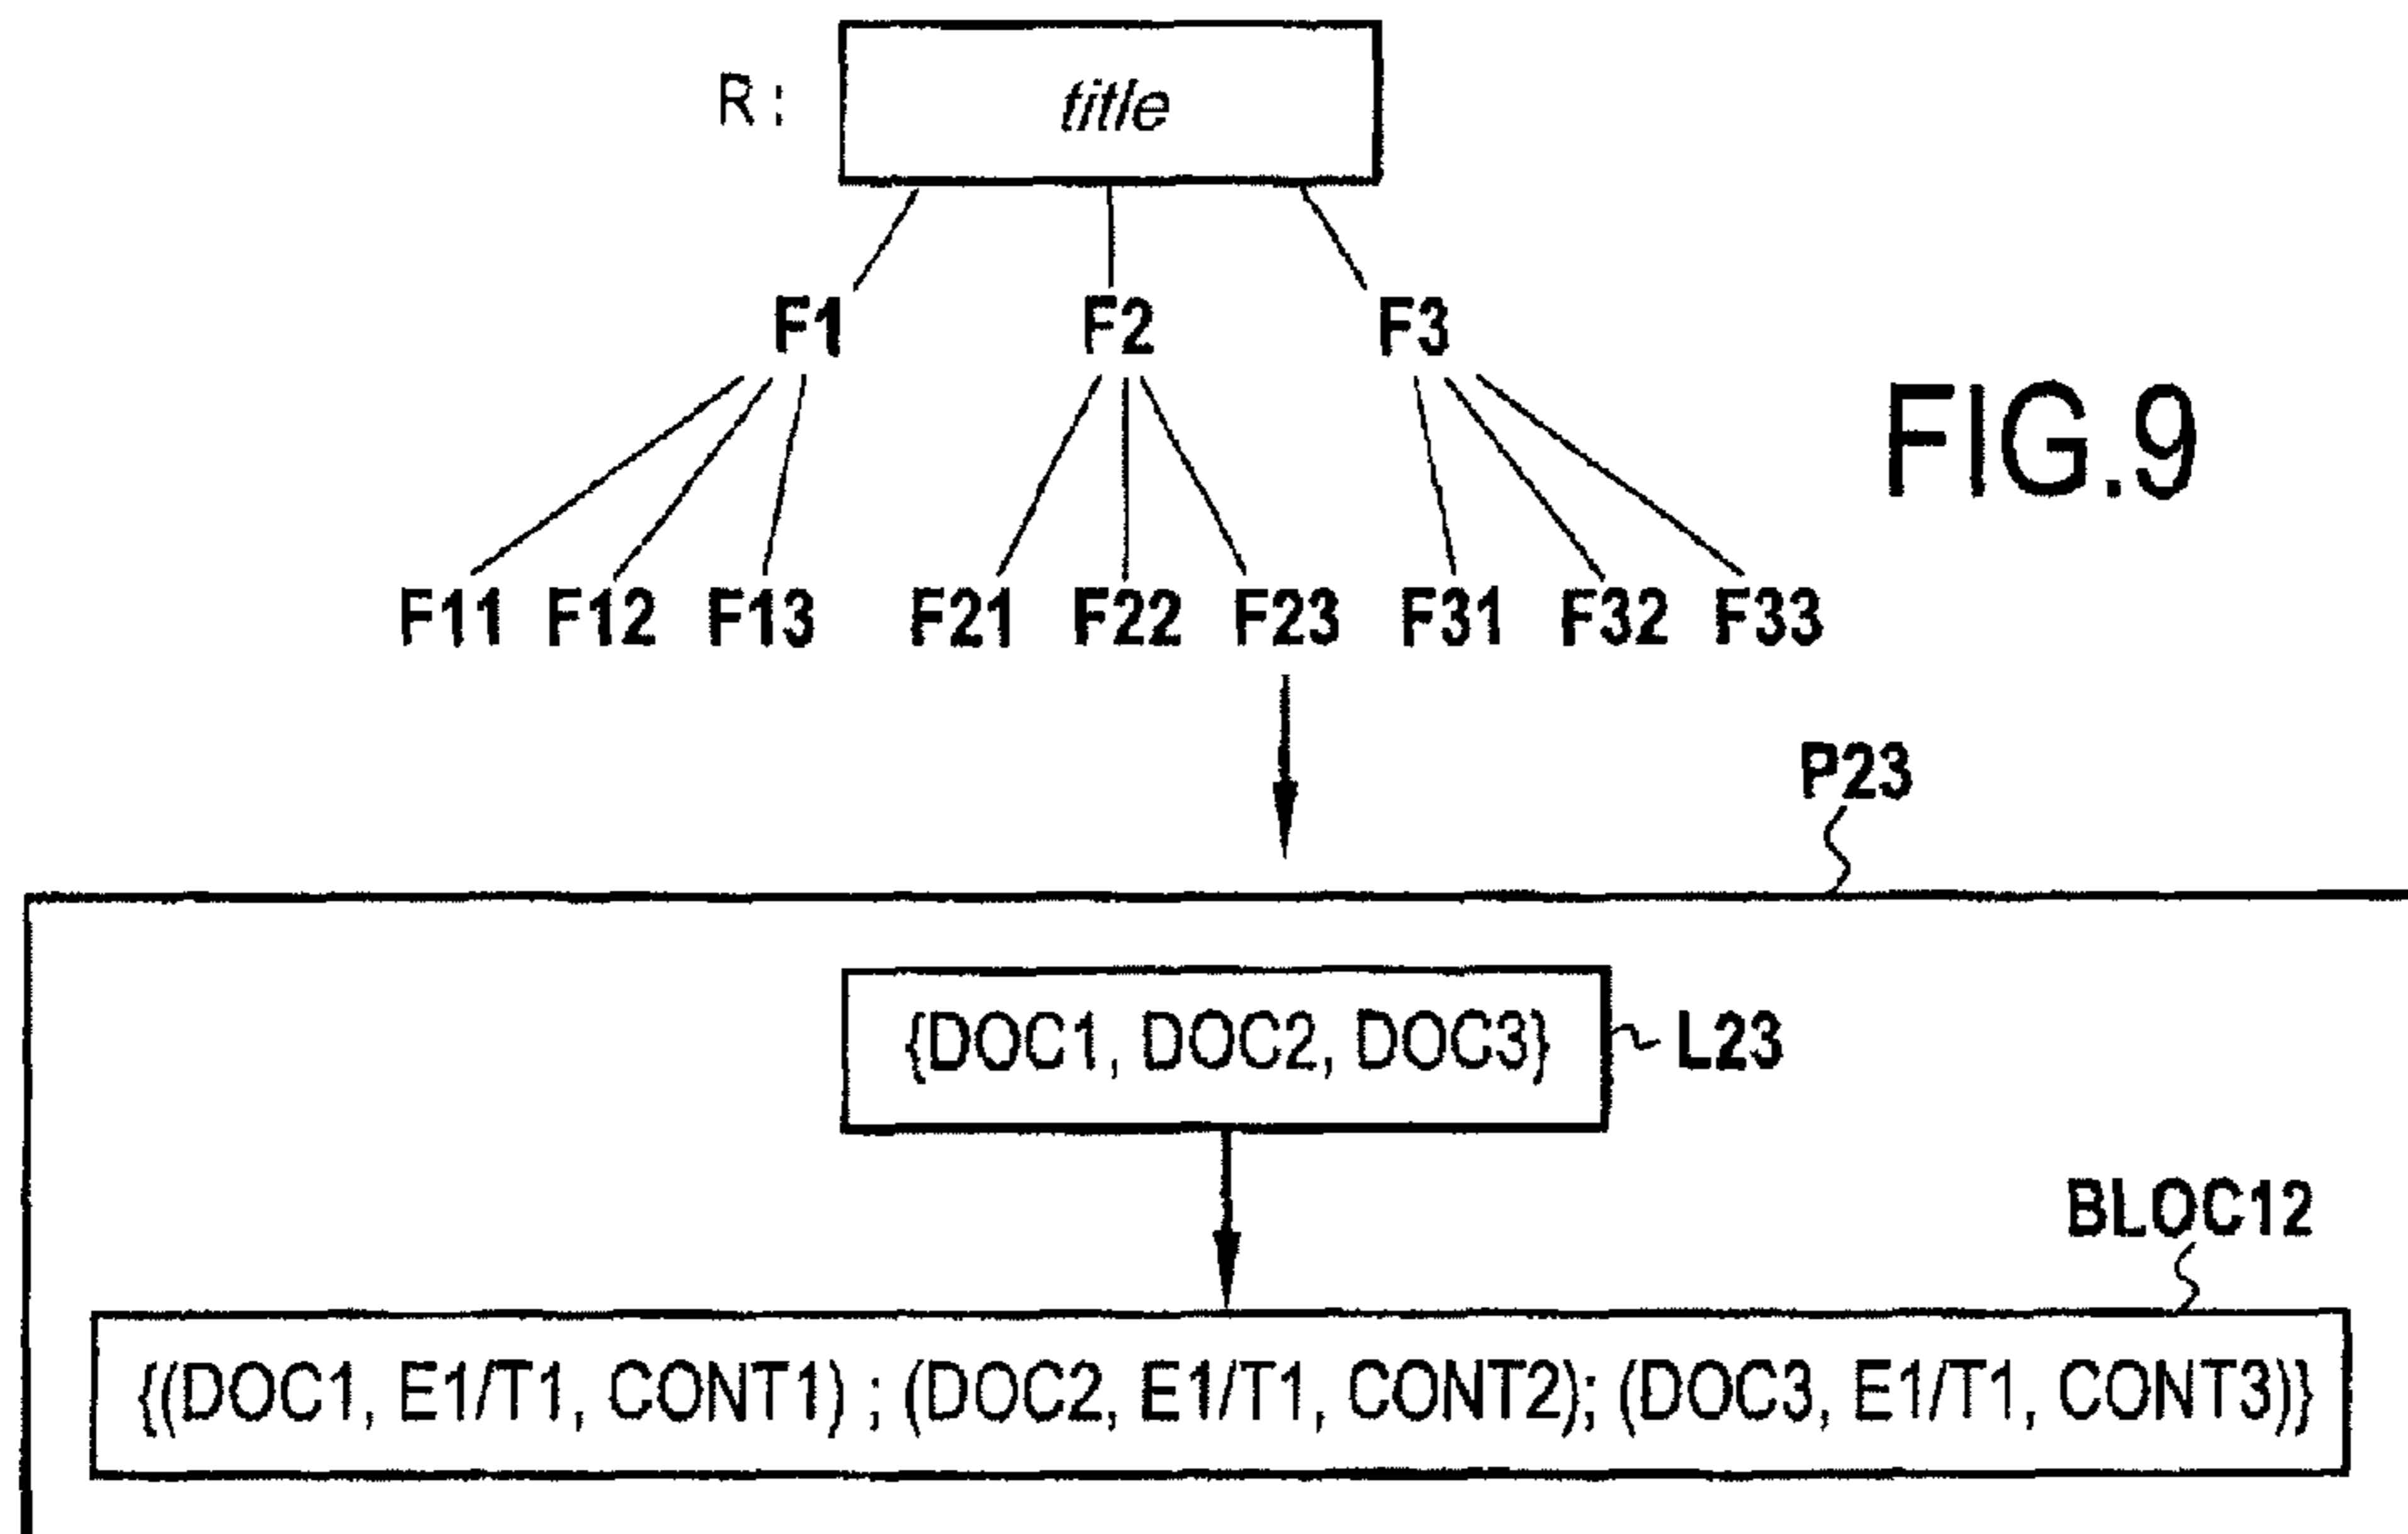 R: title
F1 F2 F3
FIG.9
F11 F12 F13 F21 F22 F23 F31 F32 F33
P23
{DOC1, DOC2, DOC3} L23
BLOC12
{(DOC1, E1/T1, CONT1) ; (DOC2, E1/T1, CONT2); (DOC3, E1/T1, CONT3)}